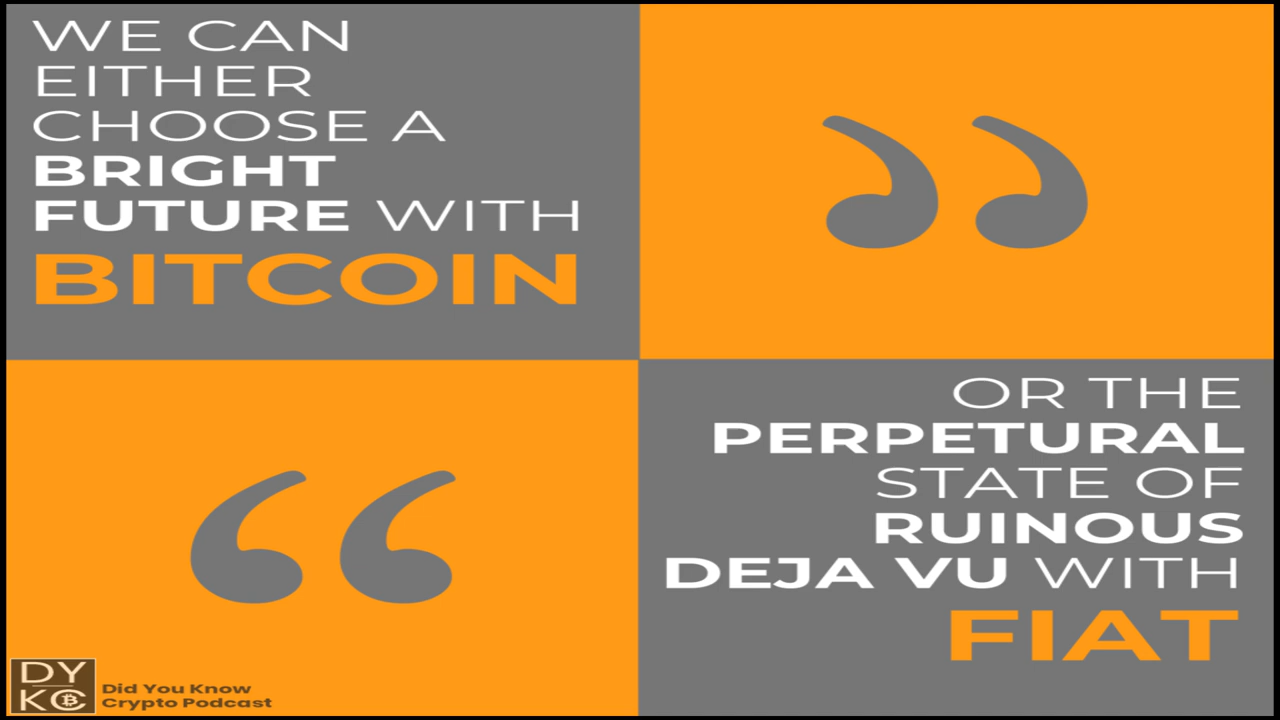 WE CAN
EITHER
CHOOSE A
BRIGHT
FUTURE WITH
BITCOIN
”
OR THE
PERPETURAL
STATE OF
RUINOUS
DEJA VU WITH
FIAT
“
DY
KC
Did You Know
Crypto Podcast